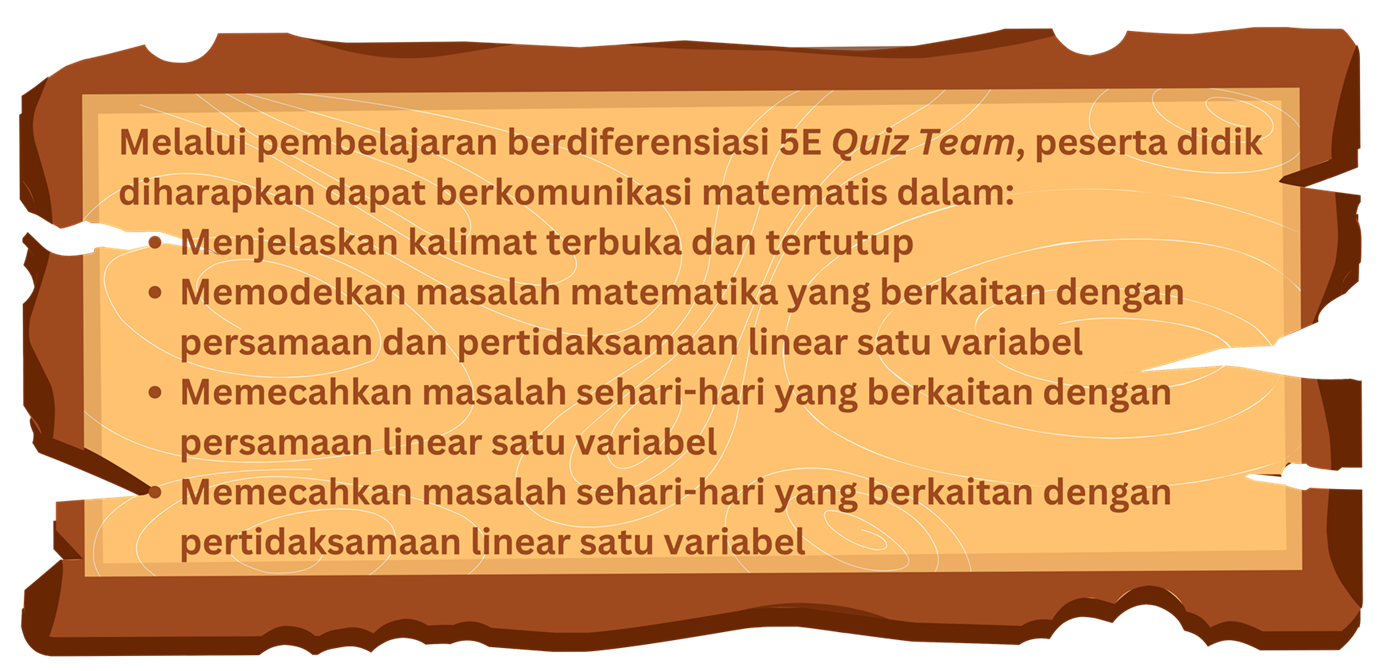 Melalui pembelajaran berdiferensiasi 5E Quiz Team, peserta didik
diharapkan dapat berkomunikasi matematis dalam:
• Menjelaskan kalimat terbuka dan tertutup
• Memodelkan masalah matematika yang berkaitan dengan
persamaan dan pertidaksamaan linear satu variabel
• Memecahkan masalah sehari-hari yang berkaitan dengan
persamaan linear satu variabel
• Memecahkan masalah sehari-hari yang berkaitan dengan
pertidaksamaan linear satu variabel